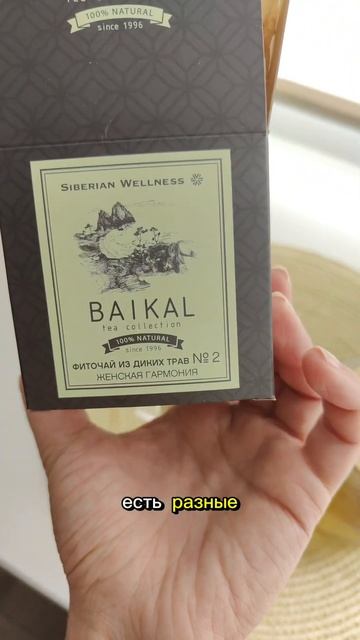 100% NATURAL
since 1996
SIBERIAN WELLNESS
BAIKAL
tea collection
100% NATURAL
since 1996
ФИТОЧАЙ ИЗ ДИКИХ ТРАВ № 2
ЖЕНСКАЯ ГАРМОНИЯ
есть разные